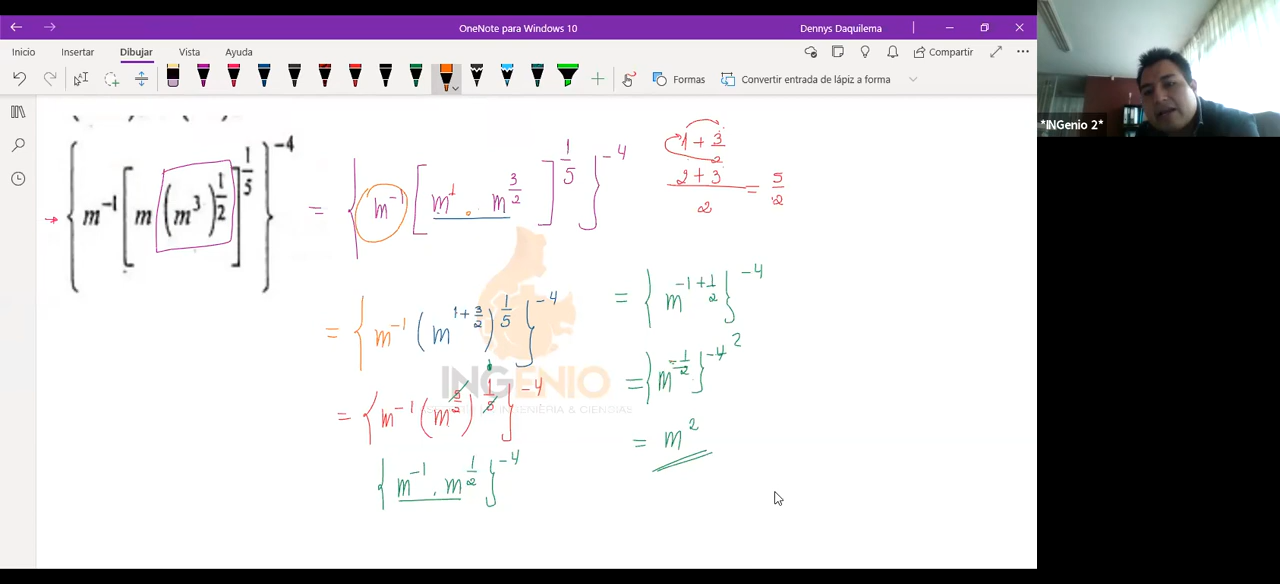 OneNote para Windows 10
Dennys Daquilema
Inicio Insertar Dibujar Vista Ayuda
Compartir
Formas
Convertir entrada de lápiz a forma
*INGenio 2*
{m^{-1}[m(m^3)^{1/2}]^{1/5}}^{-4} = {m^{-1}[m^1 . m^{3/2}]^{1/5}}^{-4}
1 + 3/2
(2 + 3)/2 = 5/2
= {m^{-1}(m^{1+3/2})^{1/5}}^{-4}
= {m^{-1}(m^{5/2})^{1/5}}^{-4}
{m^{-1} . m^{1/2}}^{-4}
= {m^{-1+1/2}}^{-4}
= {m^{-1/2}}^{-4 2}
= m^2
INGENIO